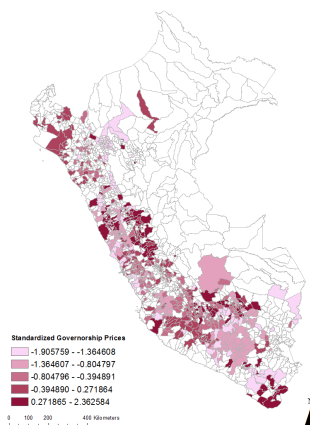 Standardized Governorship Prices
-1.905759 - -1.364608
-1.364607 - -0.804797
-0.804796 - -0.394891
-0.394890 - 0.271864
0.271865 - 2.362584
0 100 200 400 Kilometers